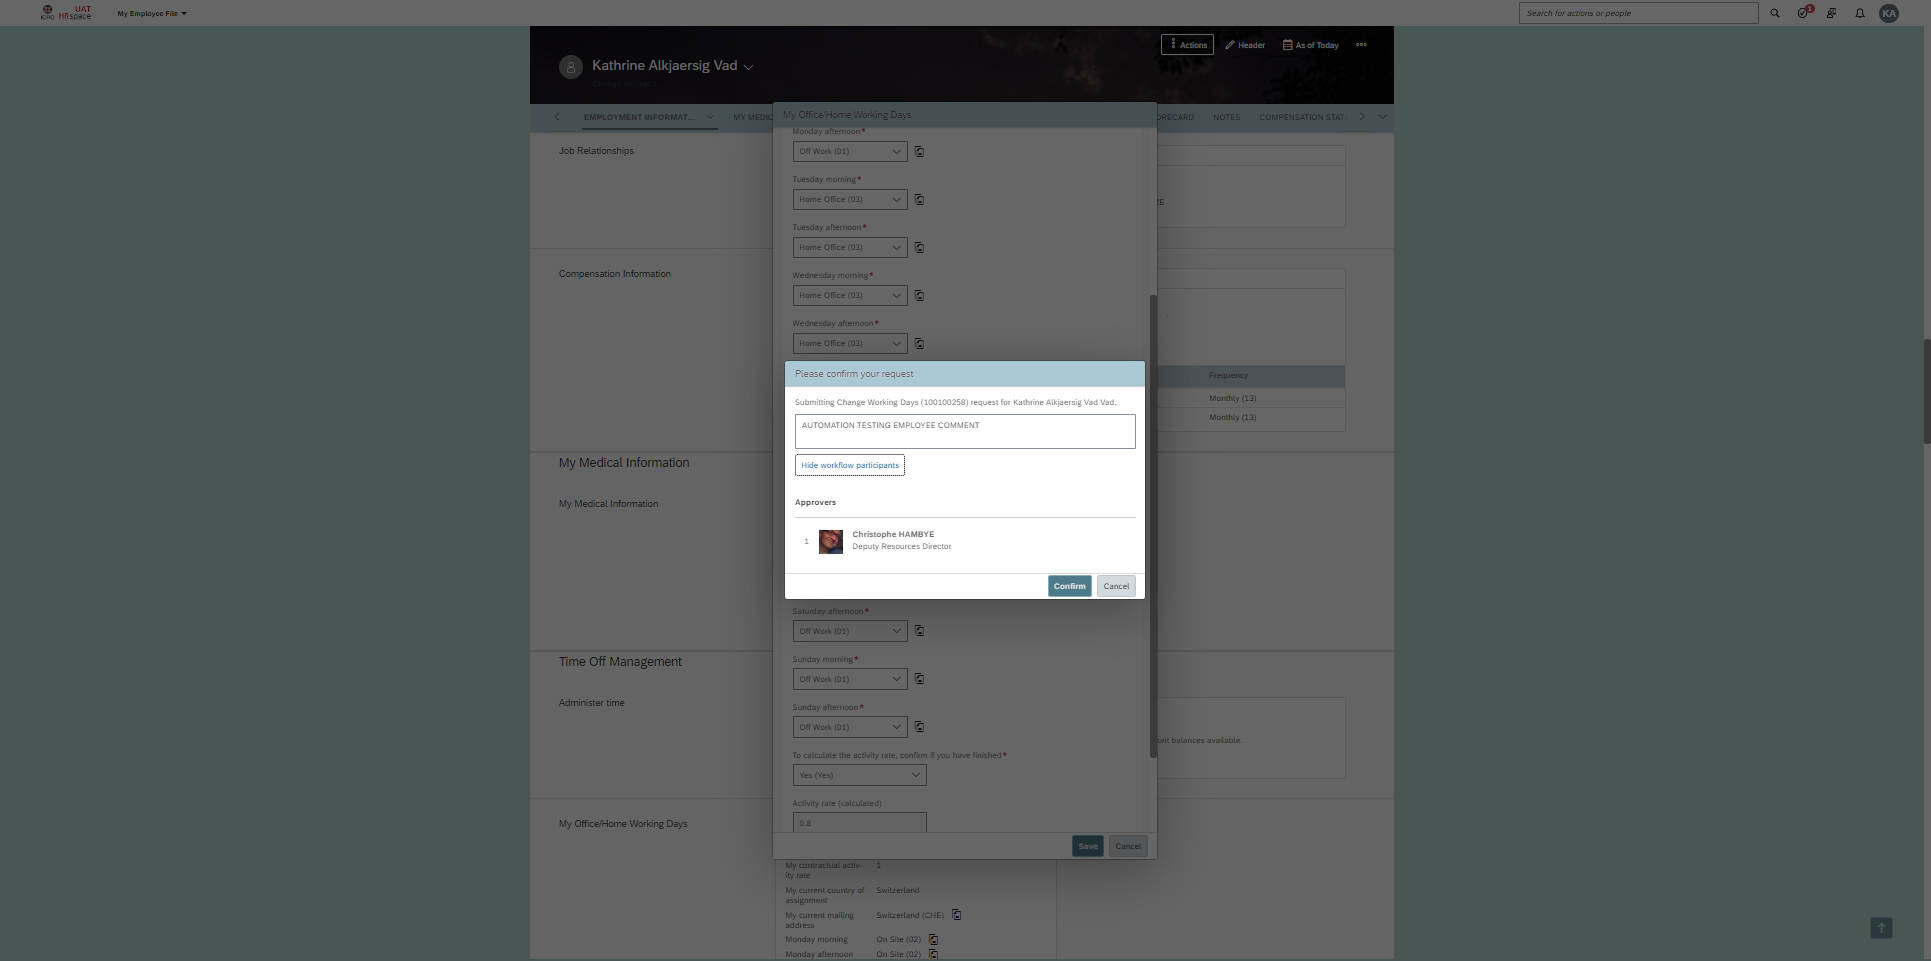 ICRC
UAT
HRspace
My Employee File
Search for actions or people
1
KA
Actions
Header
As of Today
Kathrine Alkjaersig Vad
EMPLOYMENT INFORMAT...
MY MEDIC
My Office/Home Working Days
ORECARD
NOTES
COMPENSATION STAT
Job Relationships
Monday afternoon*
Off Work (01)
Tuesday morning*
Home Office (03)
Tuesday afternoon*
Home Office (03)
Wednesday morning*
Home Office (03)
Wednesday afternoon*
Home Office (03)
Compensation Information
Frequency
Monthly (13)
Monthly (13)
Please confirm your request
Submitting Change Working Days (100100258) request for Kathrine Alkjaersig Vad Vad.
AUTOMATION TESTING EMPLOYEE COMMENT
Hide workflow participants
Approvers
1
Christophe HAMBYE
Deputy Resources Director
Confirm
Cancel
My Medical Information
My Medical Information
Saturday afternoon*
Off Work (01)
Sunday morning*
Off Work (01)
Sunday afternoon*
Off Work (01)
To calculate the activity rate, confirm if you have finished*
Yes (Yes)
Activity rate (calculated)
0.8
Save
Cancel
Time Off Management
Administer time
unt balances available.
My Office/Home Working Days
My contractual activ-
ity rate
1
My current country of
assignment
Switzerland
My current mailing
address
Switzerland (CHE)
Monday morning
On Site (02)
Monday afternoon
On Site (02)